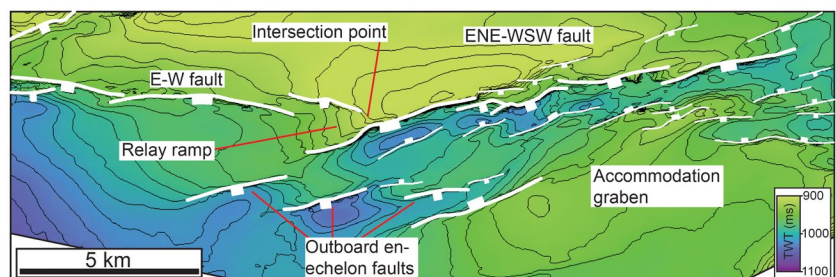 Intersection point
ENE-WSW fault
E-W fault
Relay ramp
Accommodation
graben
Outboard en-
echelon faults
5 km
900
1000
1100
TWT (ms)